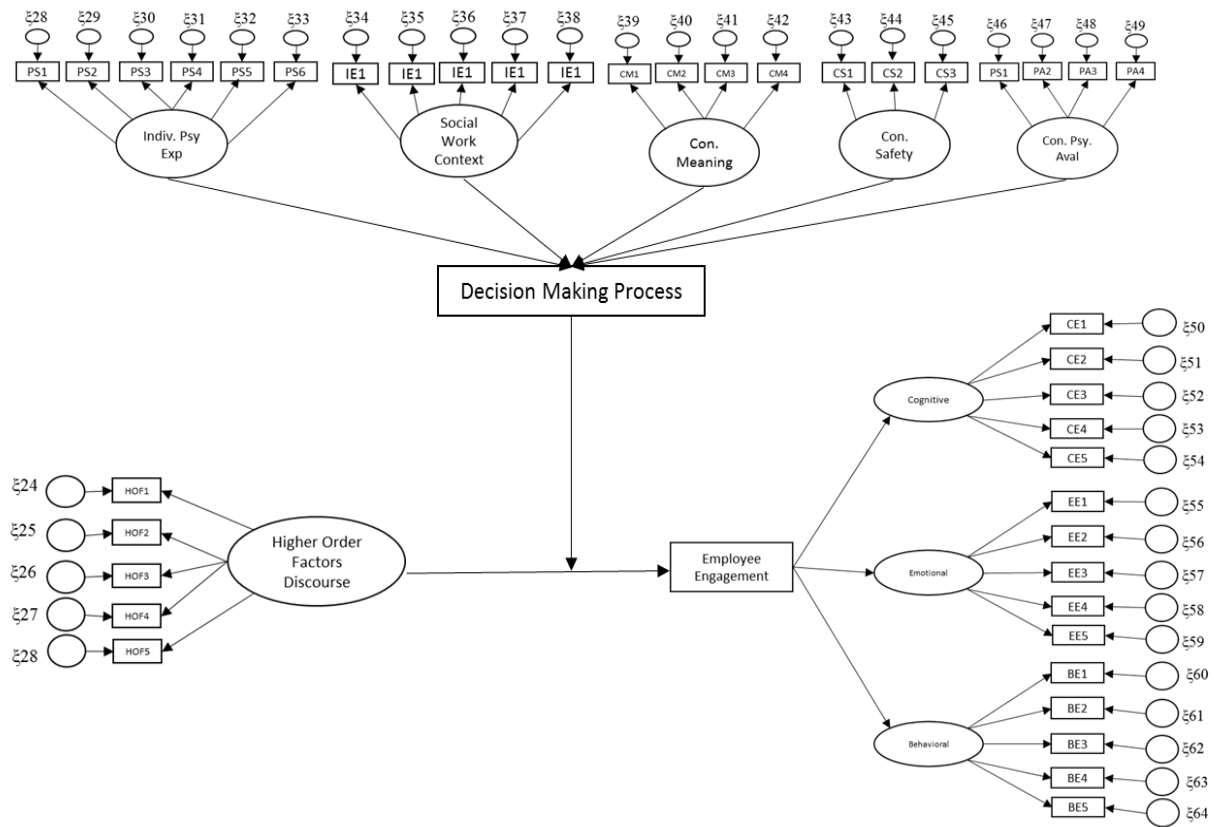 ξ28 ξ29 ξ30 ξ31 ξ32 ξ33 ξ34 ξ35 ξ36 ξ37 ξ38 ξ39 ξ40 ξ41 ξ42 ξ43 ξ44 ξ45 ξ46 ξ47 ξ48 ξ49
PS1 PS2 PS3 PS4 PS5 PS6 IE1 IE1 IE1 IE1 IE1 CM1 CM2 CM3 CM4 CS1 CS2 CS3 PS1 PA2 PA3 PA4
Indiv. Psy
Exp
Social
Work
Context
Con.
Meaning
Con.
Safety
Con. Psy.
Aval
Decision Making Process
ξ24 HOF1
ξ25 HOF2
ξ26 HOF3
ξ27 HOF4
ξ28 HOF5
Higher Order
Factors
Discourse
Employee
Engagement
Cognitive
CE1 ξ50
CE2 ξ51
CE3 ξ52
CE4 ξ53
CE5 ξ54
Emotional
EE1 ξ55
EE2 ξ56
EE3 ξ57
EE4 ξ58
EE5 ξ59
Behavioral
BE1 ξ60
BE2 ξ61
BE3 ξ62
BE4 ξ63
BE5 ξ64